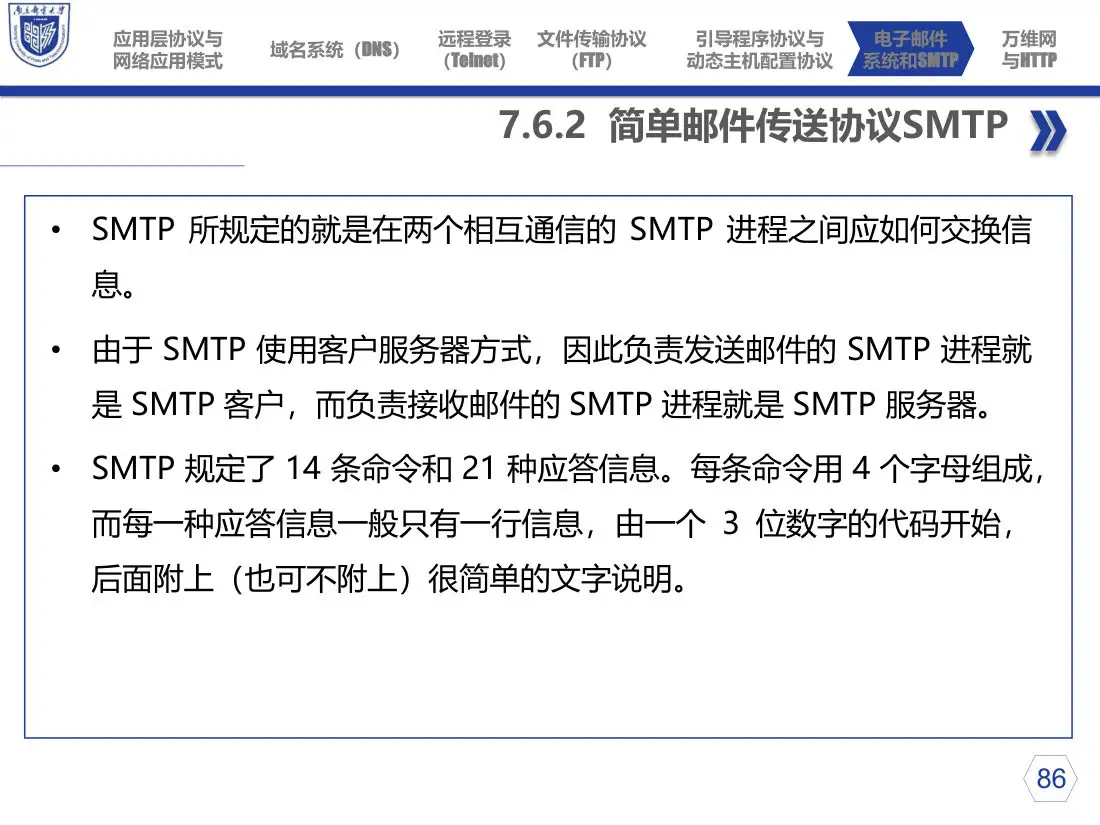 南京邮电大学
应用层协议与
网络应用模式
域名系统（DNS）
远程登录
（Telnet）
文件传输协议
（FTP）
引导程序协议与
动态主机配置协议
电子邮件
系统和SMTP
万维网
与HTTP
7.6.2 简单邮件传送协议SMTP
• SMTP 所规定的就是在两个相互通信的 SMTP 进程之间应如何交换信
息。
• 由于 SMTP 使用客户服务器方式，因此负责发送邮件的 SMTP 进程就
是 SMTP 客户，而负责接收邮件的 SMTP 进程就是 SMTP 服务器。
• SMTP 规定了 14 条命令和 21 种应答信息。每条命令用 4 个字母组成，
而每一种应答信息一般只有一行信息，由一个 3 位数字的代码开始，
后面附上（也可不附上）很简单的文字说明。
86